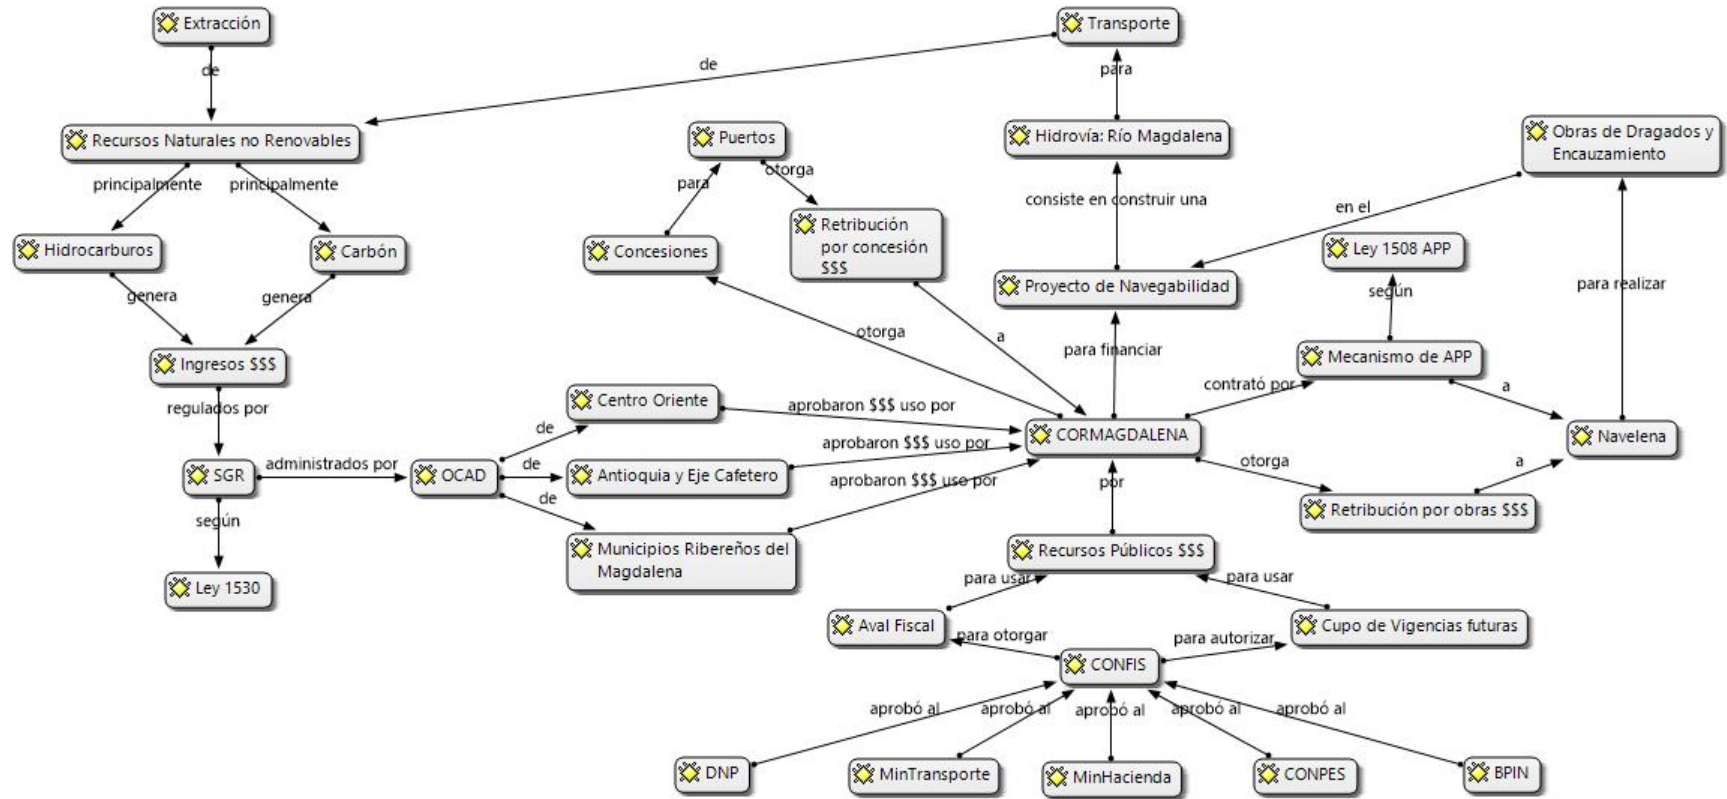 Extracción
Transporte
de
de
para
Recursos Naturales no Renovables
Puertos
Hidrovía: Río Magdalena
Obras de Dragados y
Encauzamiento
principalmente
principalmente
otorga
para
consiste en construir una
en el
Hidrocarburos
Carbón
Concesiones
Retribución
por concesión
$$$
Ley 1508 APP
Proyecto de Navegabilidad
genera
genera
según
para realizar
otorga
a
para financiar
Ingresos $$$
Mecanismo de APP
contrató por
a
regulados por
Centro Oriente
aprobaron $$$ uso por
de
CORMAGDALENA
Navelena
aprobaron $$$ uso por
SGR
administrados por
OCAD
de
Antioquia y Eje Cafetero
aprobaron $$$ uso por
otorga
a
por
de
según
Retribución por obras $$$
Municipios Ribereños del
Magdalena
Recursos Públicos $$$
Ley 1530
para usar
para usar
Aval Fiscal
Cupo de Vigencias futuras
para otorgar
para autorizar
CONFIS
aprobó al
aprobó al
aprobó al
aprobó al
aprobó al
DNP
MinTransporte
MinHacienda
CONPES
BPIN